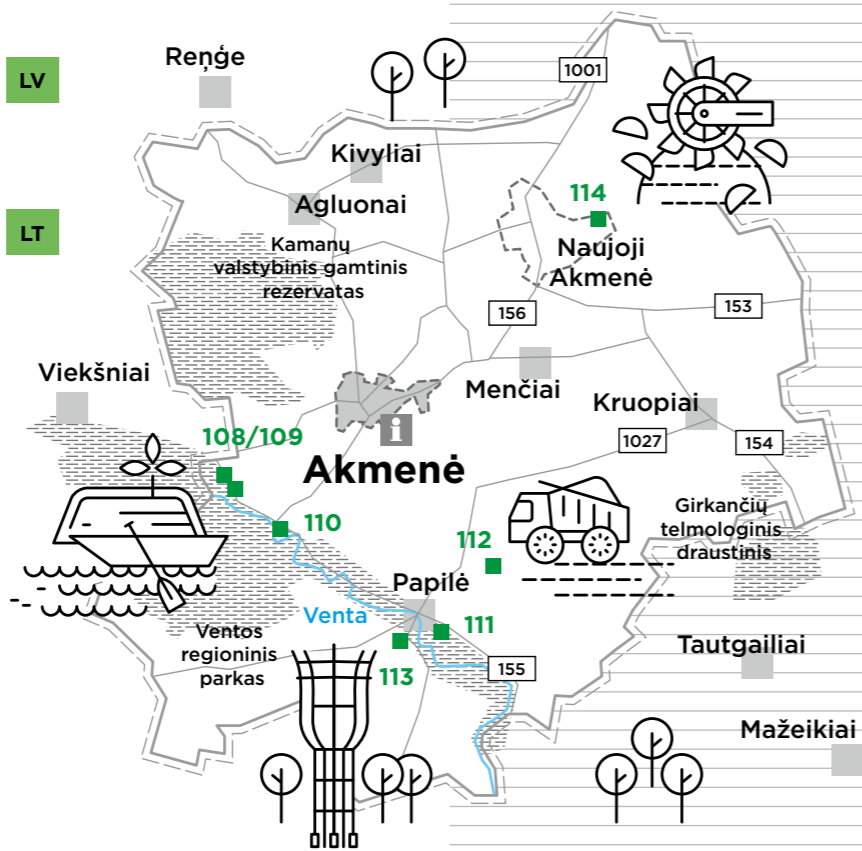 LV
Reņģe
1001
Kivyliai
Agluonai
LT
114
Naujoji
Akmenė
Kamanų
valstybinis gamtinis
rezervatas
156
153
Viekšniai
Menčiai
Kruopiai
108/109
i
Akmenė
1027
154
110
112
Girkančių
telmologinis
draustinis
Papilė
Venta
111
Ventos
regioninis
parkas
113
155
Tautgailiai
Mažeikiai